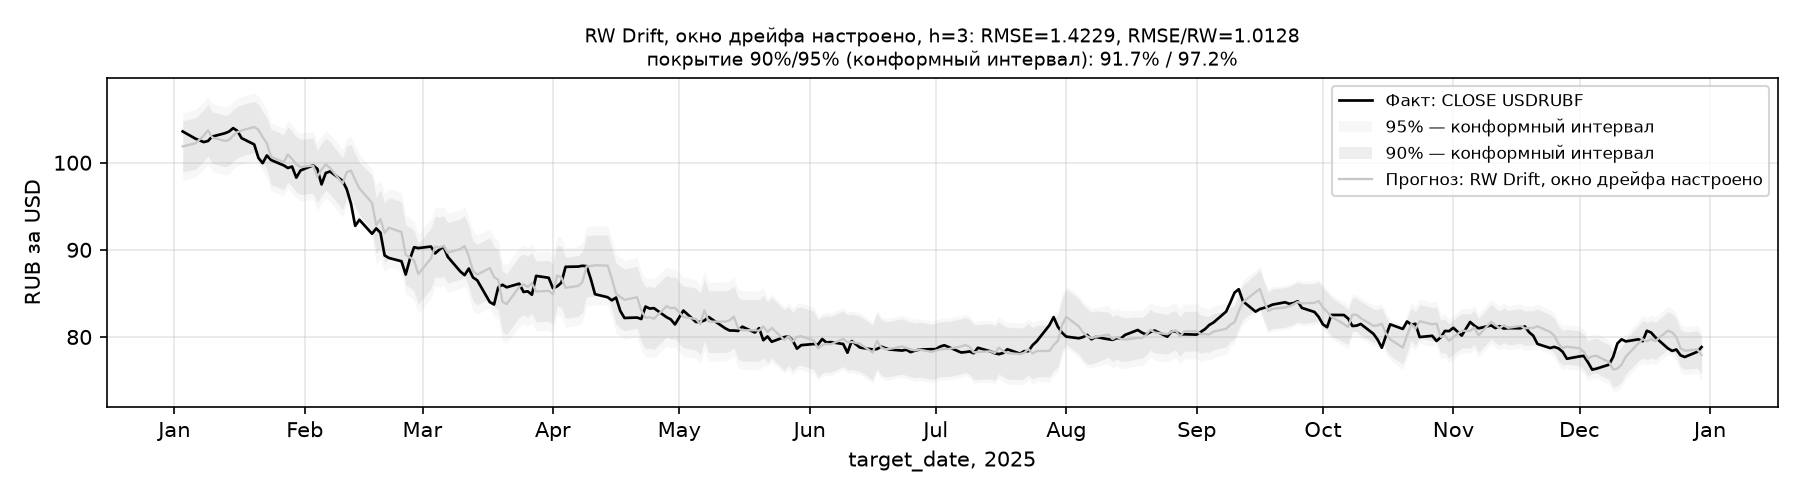 RW Drift, окно дрейфа настроено, h=3: RMSE=1.4229, RMSE/RW=1.0128
покрытие 90%/95% (конформный интервал): 91.7% / 97.2%
Факт: CLOSE USDRUBF
95% — конформный интервал
90% — конформный интервал
Прогноз: RW Drift, окно дрейфа настроено
RUB за USD
100
90
80
Jan Feb Mar Apr May Jun Jul Aug Sep Oct Nov Dec Jan
target_date, 2025